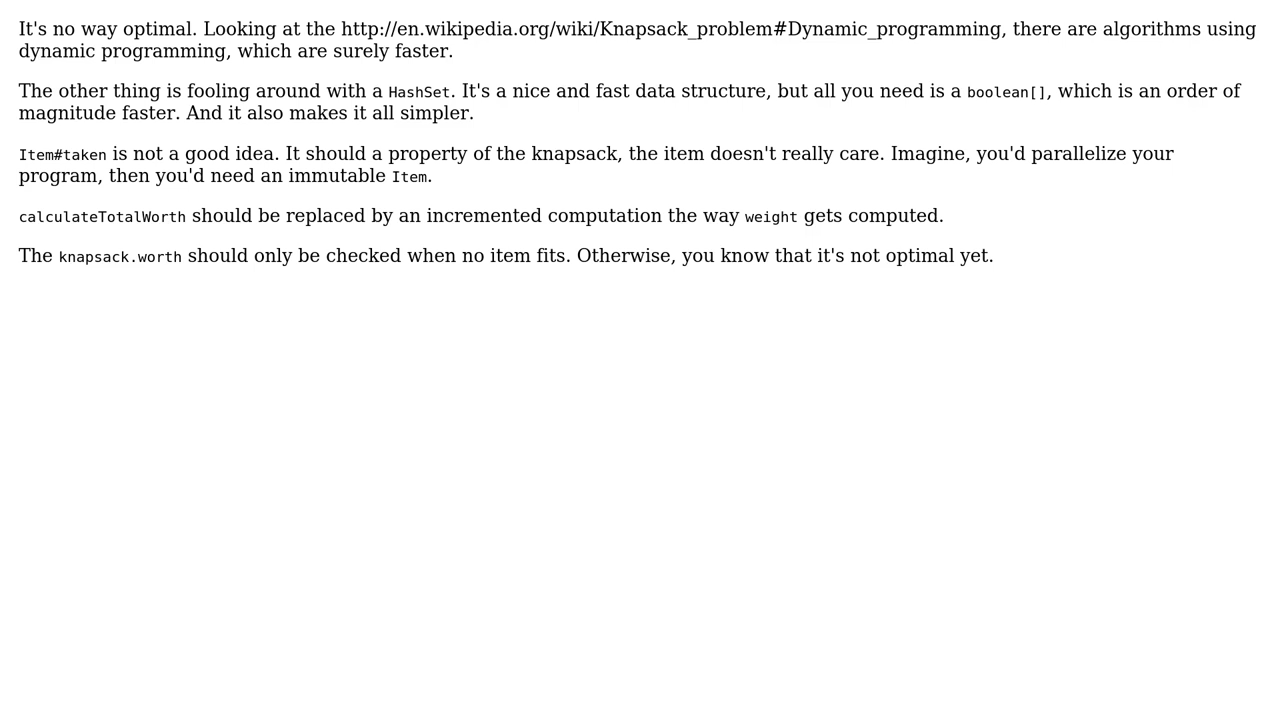 It's no way optimal. Looking at the http://en.wikipedia.org/wiki/Knapsack_problem#Dynamic_programming, there are algorithms using
dynamic programming, which are surely faster.
The other thing is fooling around with a HashSet. It's a nice and fast data structure, but all you need is a boolean[], which is an order of
magnitude faster. And it also makes it all simpler.
Item#taken is not a good idea. It should a property of the knapsack, the item doesn't really care. Imagine, you'd parallelize your
program, then you'd need an immutable Item.
calculateTotalWorth should be replaced by an incremented computation the way weight gets computed.
The knapsack.worth should only be checked when no item fits. Otherwise, you know that it's not optimal yet.